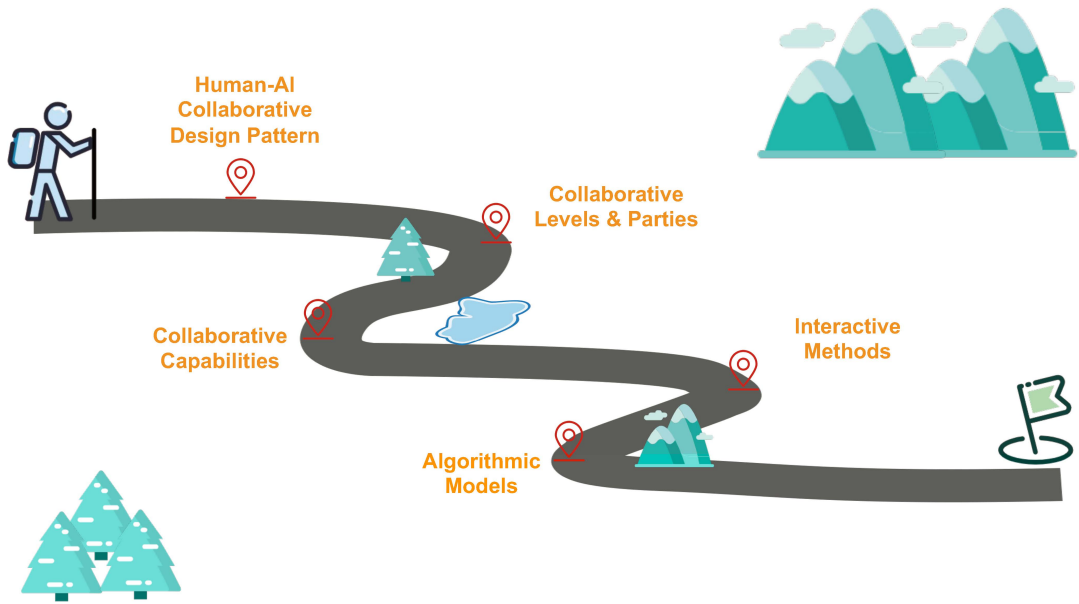 Human-AI
Collaborative
Design Pattern
Collaborative
Levels & Parties
Collaborative
Capabilities
Interactive
Methods
Algorithmic
Models